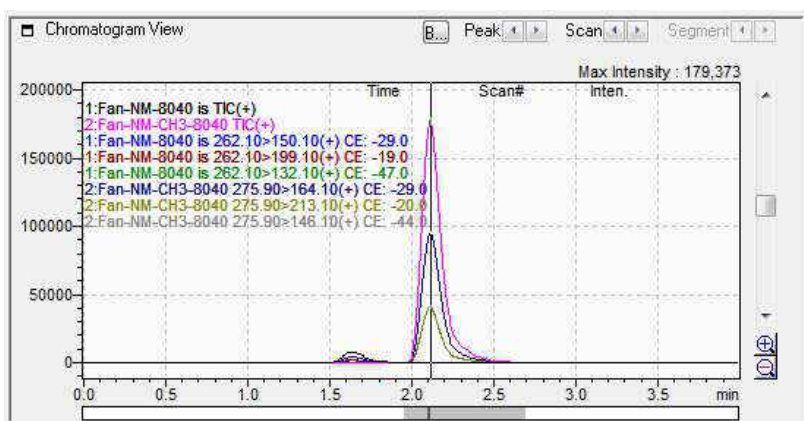 Chromatogram View B... Peak Scan Segment
Max Intensity : 179,373
Time Scan# Inten.
200000
150000
100000
50000
0
1:Fan-NM-8040 is TIC(+)
2:Fan-NM-CH3-8040 TIC(+)
1:Fan-NM-8040 is 262.10>150.10(+) CE: -29.0
1:Fan-NM-8040 is 262.10>199.10(+) CE: -19.0
1:Fan-NM-8040 is 262.10>132.10(+) CE: -47.0
2:Fan-NM-CH3-8040 275.90>164.10(+) CE: -29.0
2:Fan-NM-CH3-8040 275.90>213.10(+) CE: -20.0
2:Fan-NM-CH3-8040 275.90>146.10(+) CE: -44.0
0.0 0.5 1.0 1.5 2.0 2.5 3.0 3.5 min